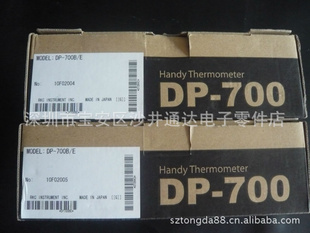 MODEL: DP-700B/E
No: 10F02004
RKC INSTRUMENT INC. MADE IN JAPAN
Handy Thermometer
DP-700
深圳市宝安区沙井通达电子零件店
MODEL: DP-700B/E
No: 10F02005
RKC INSTRUMENT INC. MADE IN JAPAN
Handy Thermometer
DP-700
sztongda88.cn.alibaba.com